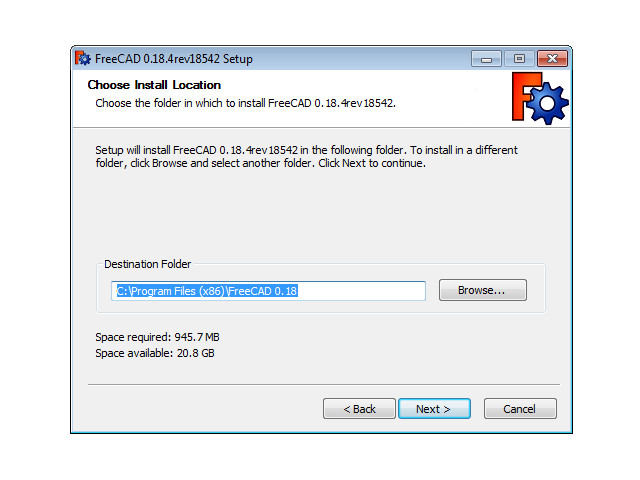 FreeCAD 0.18.4rev18542 Setup
Choose Install Location
Choose the folder in which to install FreeCAD 0.18.4rev18542.
Setup will install FreeCAD 0.18.4rev18542 in the following folder. To install in a different
folder, click Browse and select another folder. Click Next to continue.
Destination Folder
C:\Program Files (x86)\FreeCAD 0.18
Browse...
Space required: 945.7 MB
Space available: 20.8 GB
< Back
Next >
Cancel